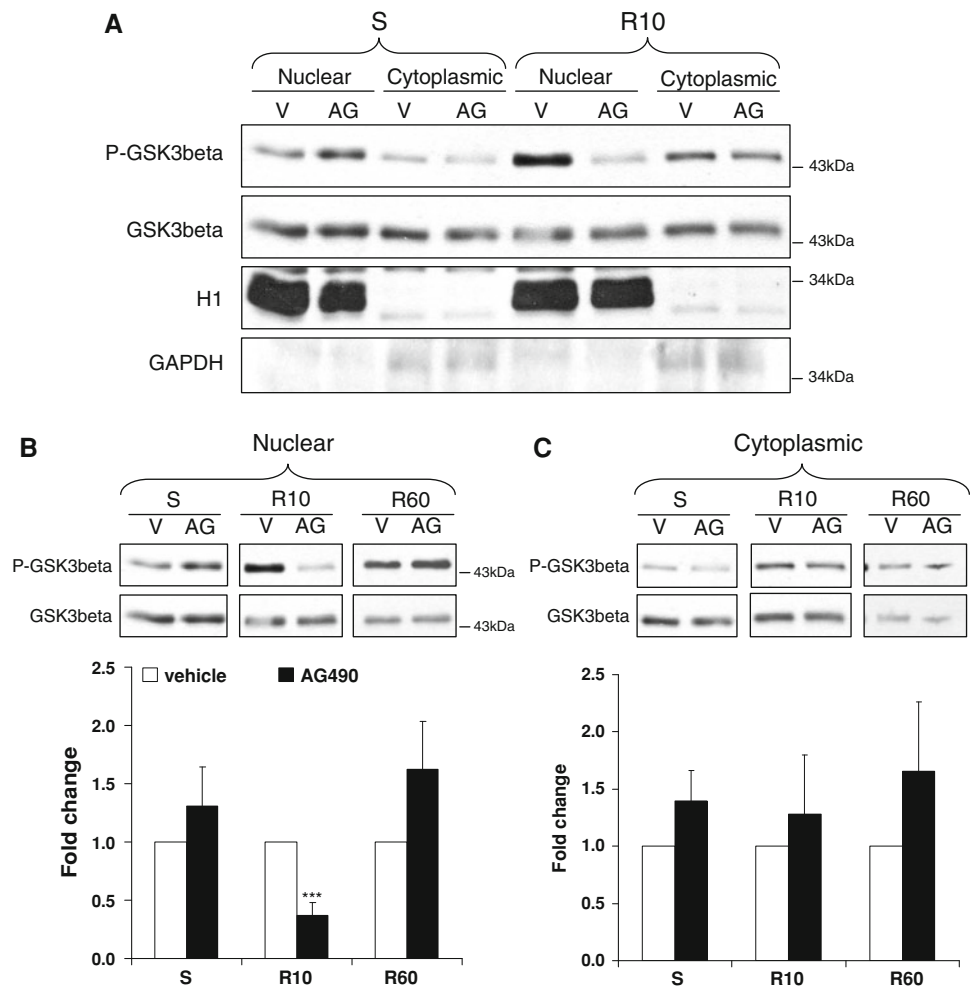 A
S R10
Nuclear Cytoplasmic Nuclear Cytoplasmic
V AG V AG V AG V AG
P-GSK3beta 43kDa
GSK3beta 43kDa
H1 34kDa
GAPDH 34kDa
B Nuclear
S R10 R60
V AG V AG V AG
P-GSK3beta 43kDa
GSK3beta 43kDa
vehicle AG490
Fold change
2.5
2.0
1.5
1.0
0.5
0.0
***
S R10 R60
C Cytoplasmic
S R10 R60
V AG V AG V AG
P-GSK3beta
GSK3beta
Fold change
2.5
2.0
1.5
1.0
0.5
0.0
S R10 R60